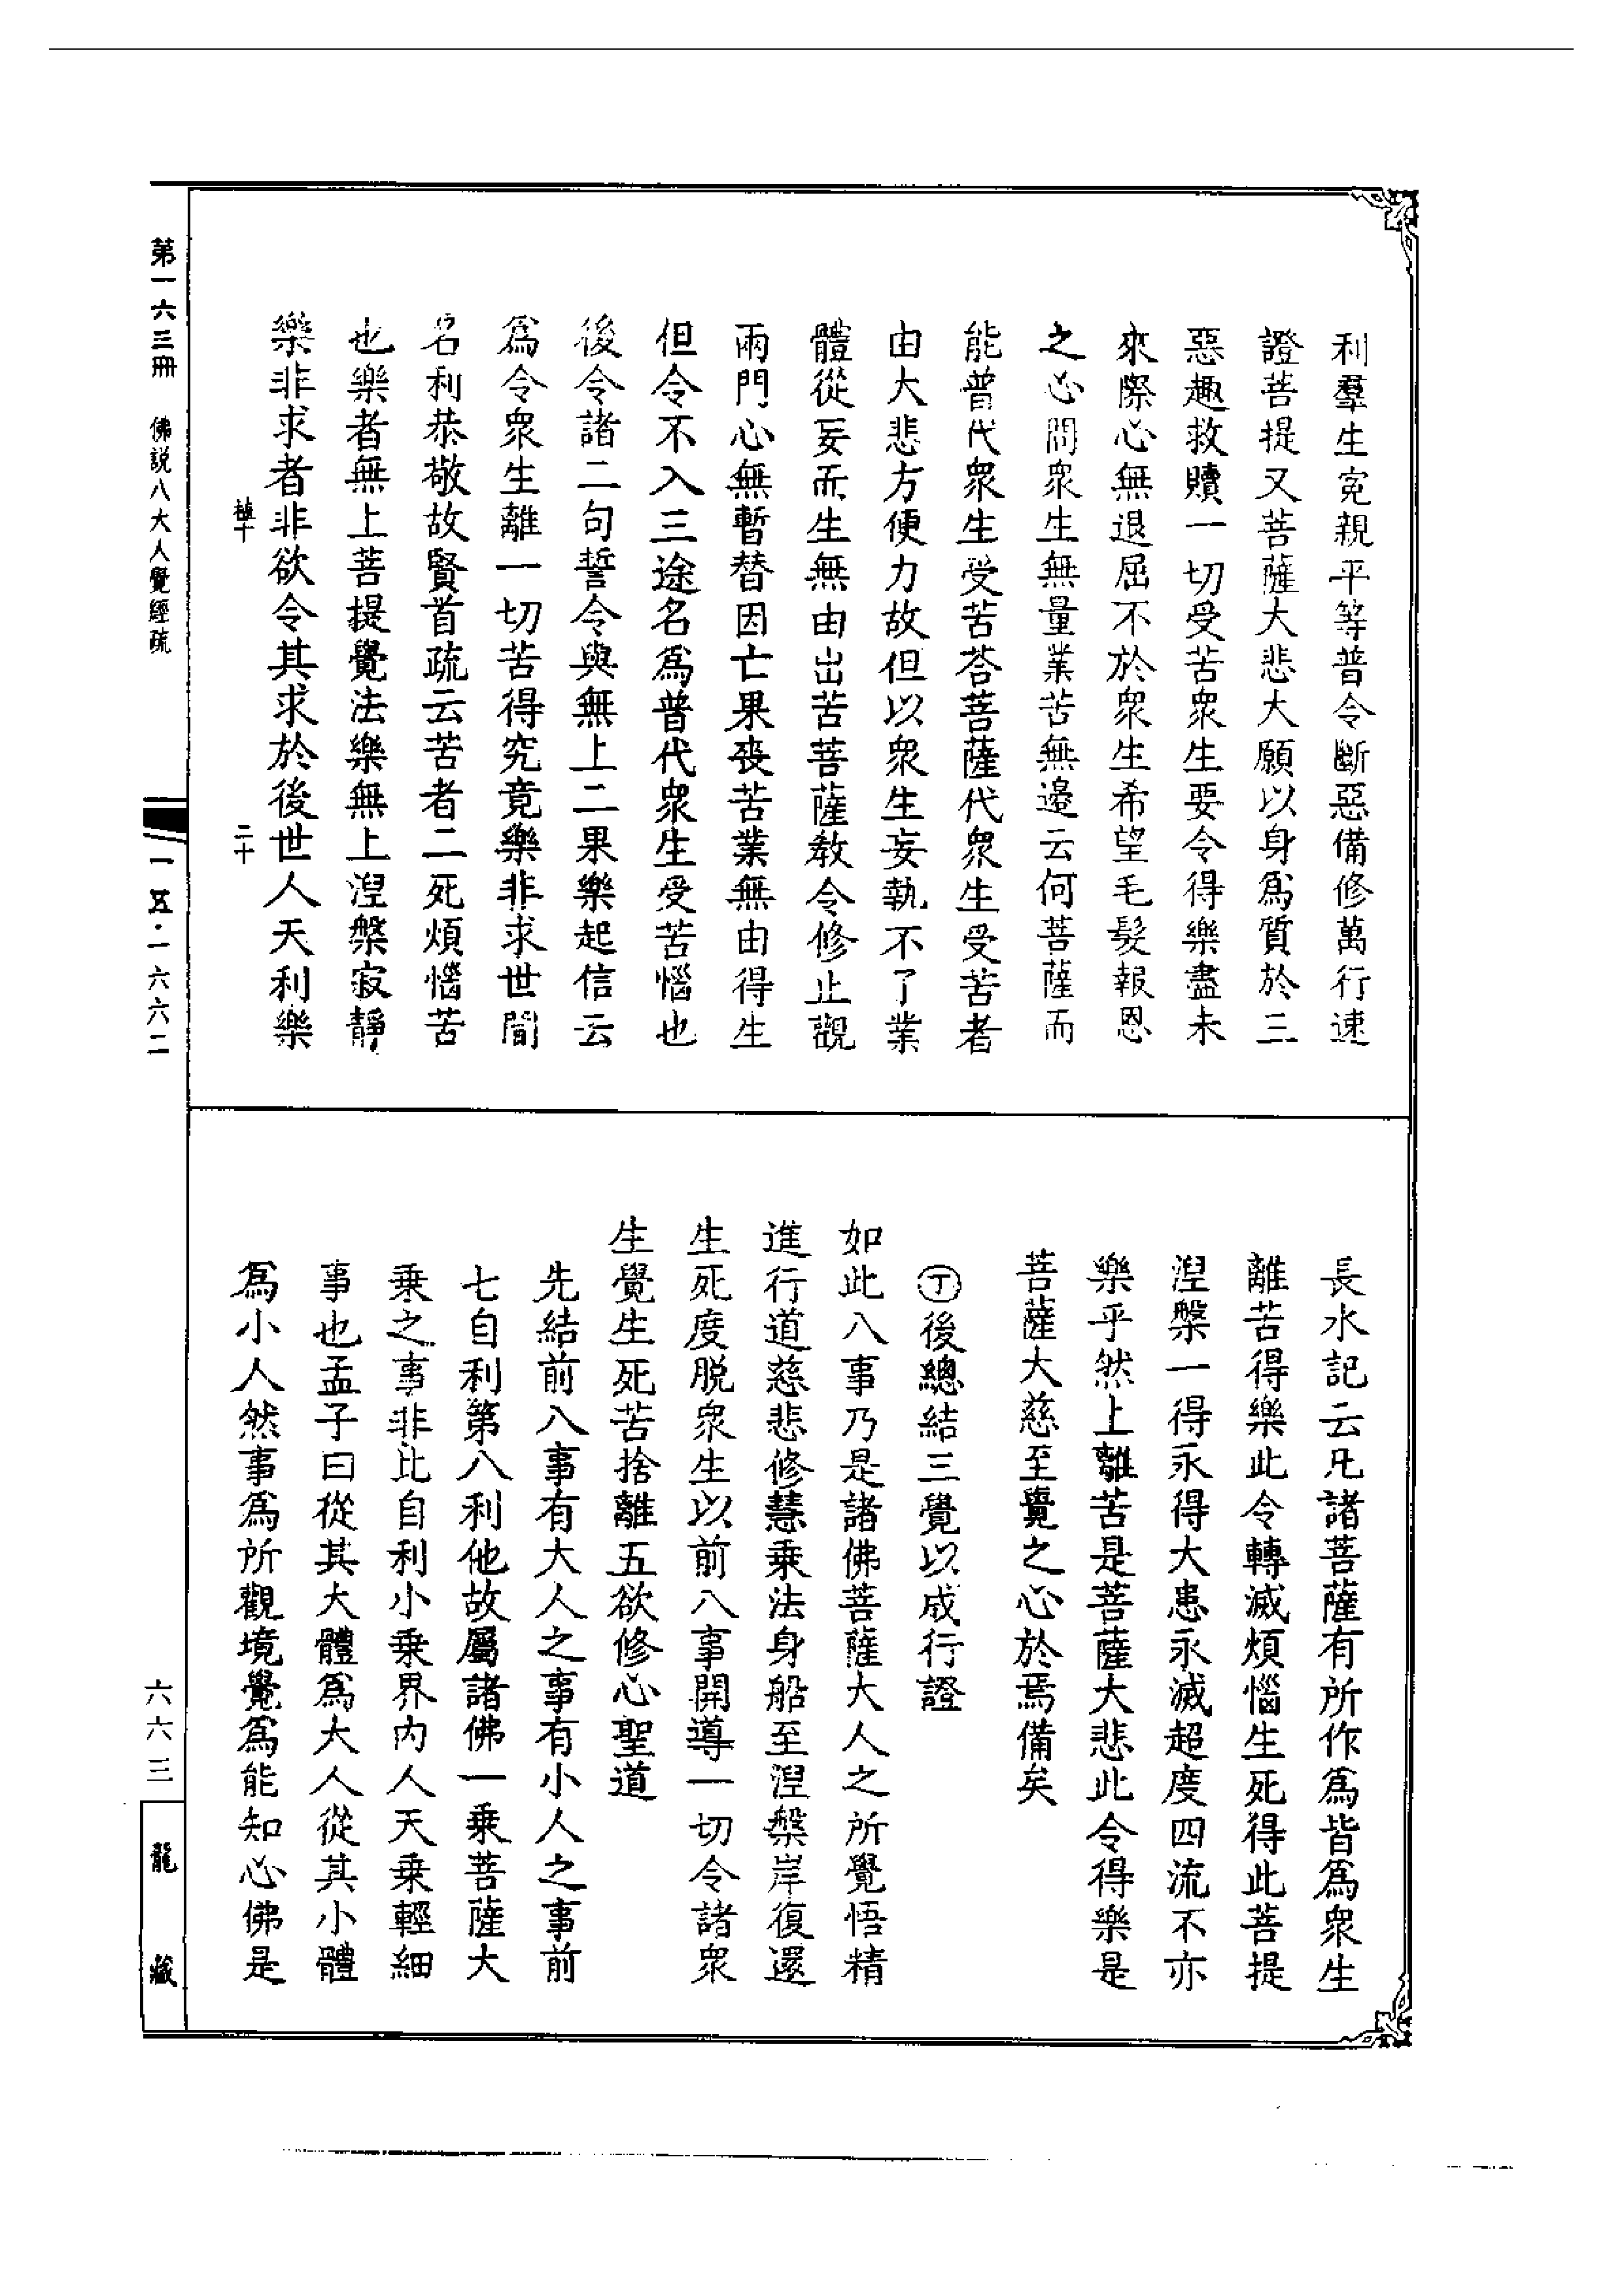 利羣生寃親平等普令斷惡備修萬行速
證菩提又菩薩大悲大願以身爲質於三
惡趣救贖一切受苦衆生要令得樂盡未
來際心無退屈不於衆生希望毛髮報恩
之心問衆生無量業苦無邊云何菩薩而
能普代衆生受苦荅菩薩代衆生受苦者
由大悲方便力故但以衆生妄執不了業
體從妄而生無由出苦菩薩教令修止觀
兩門心無暫替因亡果喪苦業無由得生
但令不入三途名爲普代衆生受苦惱也
後令諸二句誓令與無上二果樂起信云
爲令衆生離一切苦得究竟樂非求世間
名利恭敬故賢首疏云苦者二死煩惱苦
也樂者無上菩提覺法樂無上涅槃寂靜
樂非求者非欲令其求於後世人天利樂
二十
長水記云凡諸菩薩有所作爲皆爲衆生
離苦得樂此令轉滅煩惱生死得此菩提
涅槃一得永得大患永滅超度四流不亦
樂乎然上離苦是菩薩大悲此令得樂是
菩薩大慈至覺之心於焉備矣
㊀丁後總結三覺以成行證
如此八事乃是諸佛菩薩大人之所覺悟精
進行道慈悲修慧乗法身船至涅槃岸復還
生死度脫衆生以前八事開導一切令諸衆
生覺生死苦捨離五欲修心聖道
先結前八事有大人之事有小人之事前
七自利第八利他故屬諸佛一乗菩薩大
乗之事非比自利小乗界内人天乗輕細
事也孟子曰從其大體爲大人從其小體
爲小人然事爲所觀境覺爲能知心佛是
第一六三冊 佛説八大人覺經疏
一五·一六六二
六六三
龍藏